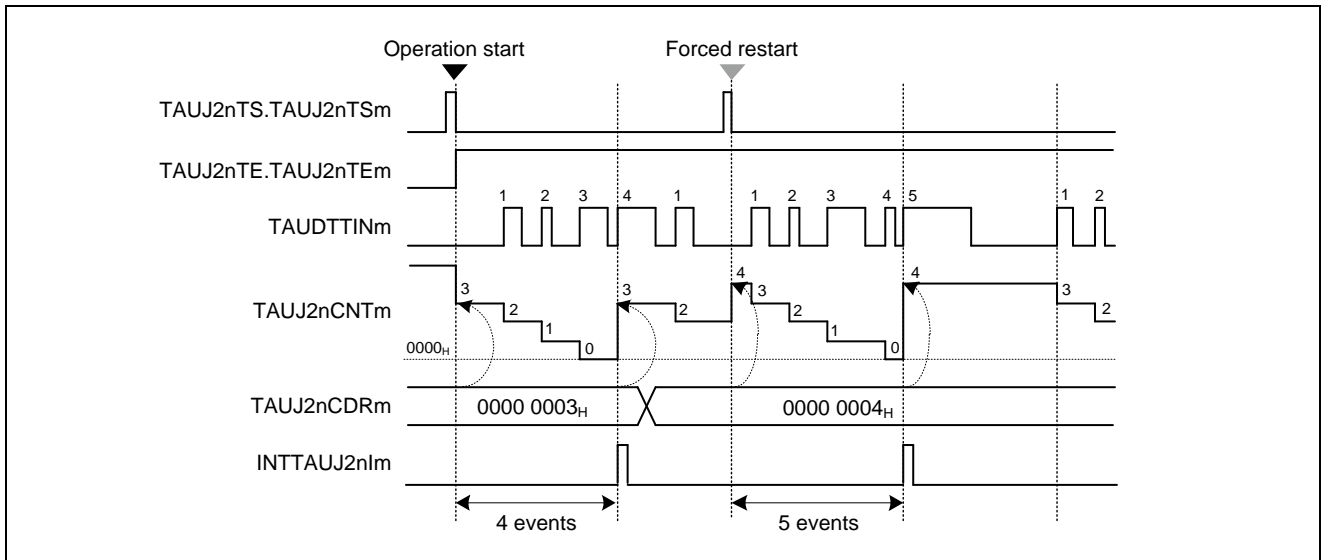 Operation start Forced restart
TAUJ2nTS.TAUJ2nTSm
TAUJ2nTE.TAUJ2nTEm
1 2 3 4 1 1 2 3 4 5 1 2
TAUDTTINm
3 2 1 0 3 2 4 3 2 1 0 4 3 2
TAUJ2nCNTm
0000H
TAUJ2nCDRm 0000 0003H 0000 0004H
INTTAUJ2nIm
4 events 5 events